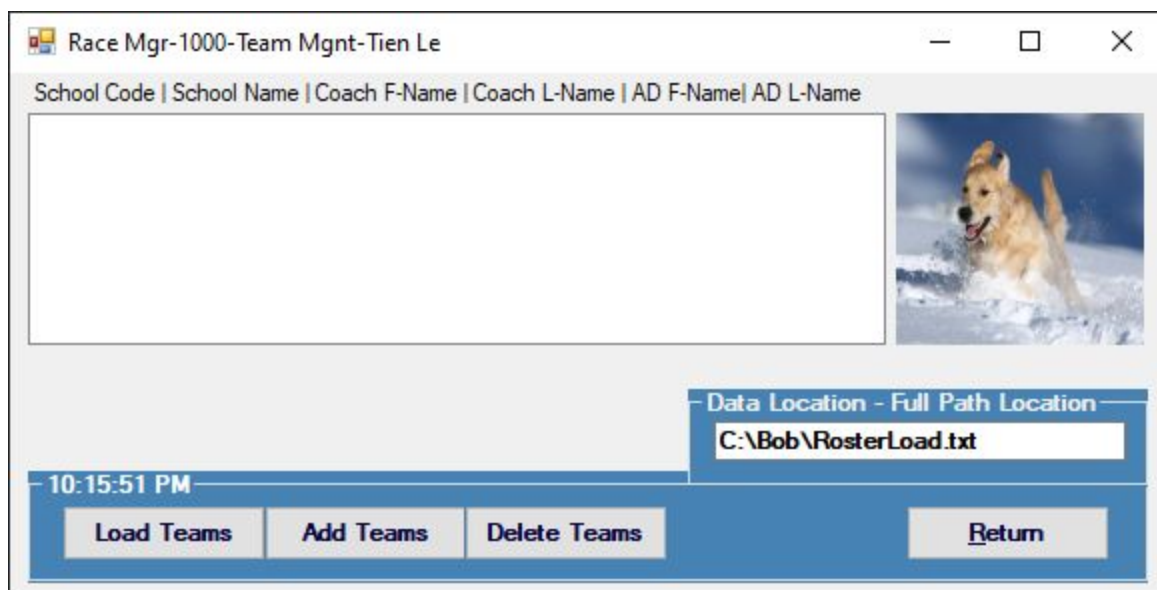 Race Mgr-1000-Team Mgnt-Tien Le
School Code | School Name | Coach F-Name | Coach L-Name | AD F-Name| AD L-Name
Data Location - Full Path Location
C:\Bob\RosterLoad.txt
10:15:51 PM
Load Teams Add Teams Delete Teams Return